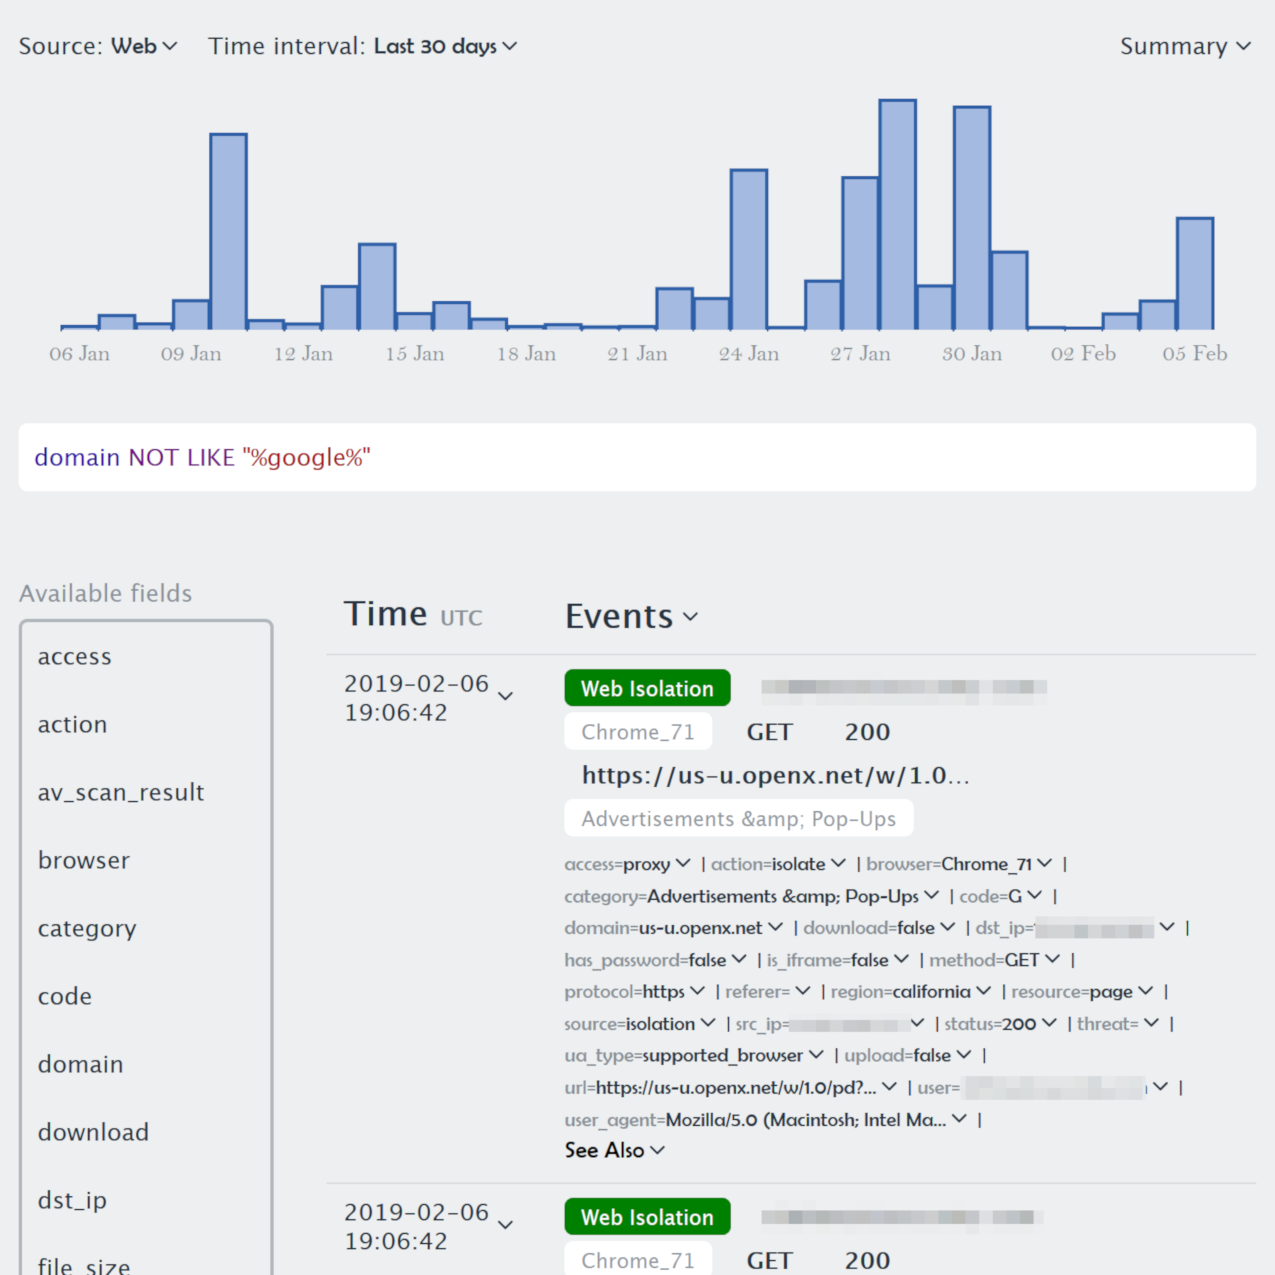 Source: Web Time interval: Last 30 days Summary
06 Jan 09 Jan 12 Jan 15 Jan 18 Jan 21 Jan 24 Jan 27 Jan 30 Jan 02 Feb 05 Feb
domain NOT LIKE "%google%"
Available fields
access
action
av_scan_result
browser
category
code
domain
download
dst_ip
file_size
Time UTC Events
2019-02-06
19:06:42
Web Isolation
Chrome_71 GET 200
https://us-u.openx.net/w/1.0...
Advertisements &amp; Pop-Ups
access=proxy | action=isolate | browser=Chrome_71 |
category=Advertisements &amp; Pop-Ups | code=G |
domain=us-u.openx.net | download=false | dst_ip= |
has_password=false | is_iframe=false | method=GET |
protocol=https | referer= | region=california | resource=page |
source=isolation | src_ip= | status=200 | threat= |
ua_type=supported_browser | upload=false |
url=https://us-u.openx.net/w/1.0/pd?... | user= |
user_agent=Mozilla/5.0 (Macintosh; Intel Ma... |
See Also
2019-02-06
19:06:42
Web Isolation
Chrome_71 GET 200